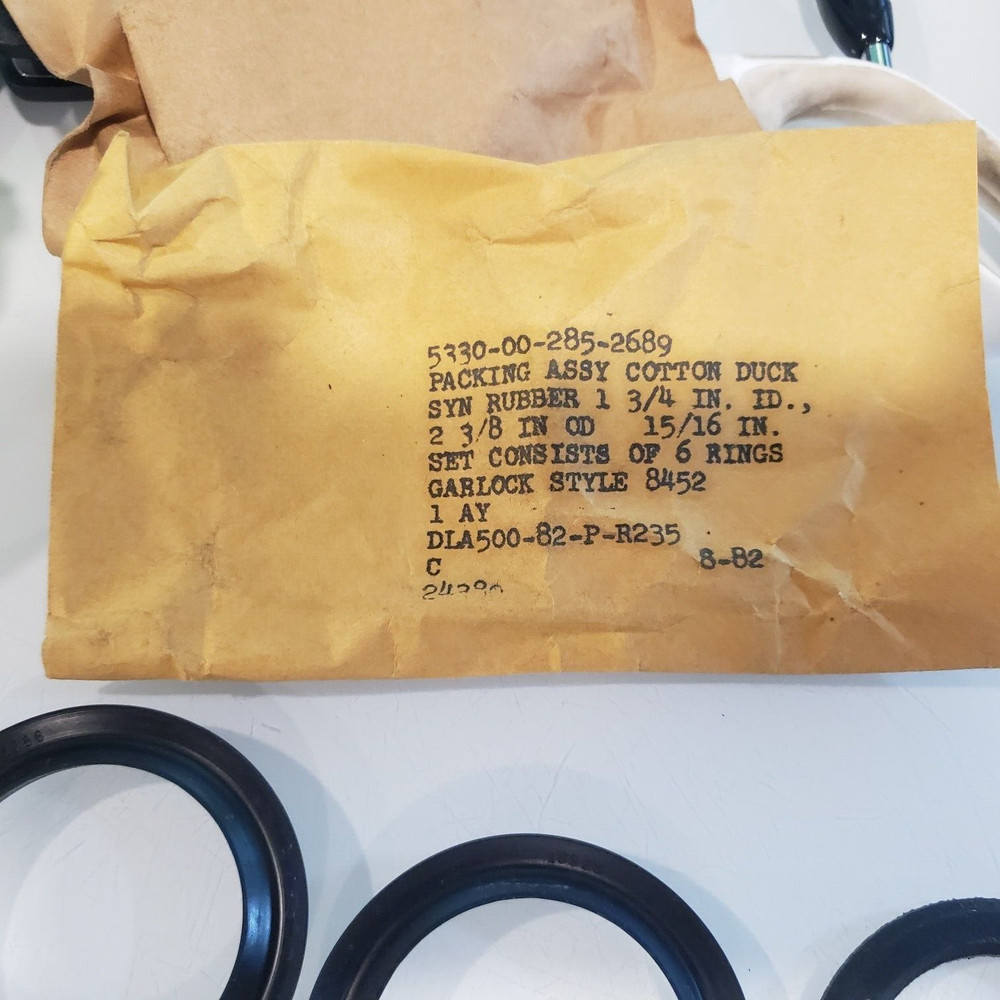 5330-00-285-2689
PACKING ASSY COTTON DUCK
SYN RUBBER 1 3/4 IN. ID.,
2 3/8 IN OD 15/16 IN.
SET CONSISTS OF 6 RINGS
GARLOCK STYLE 8452
1 AY
DLA500-82-P-R235
C 8-82